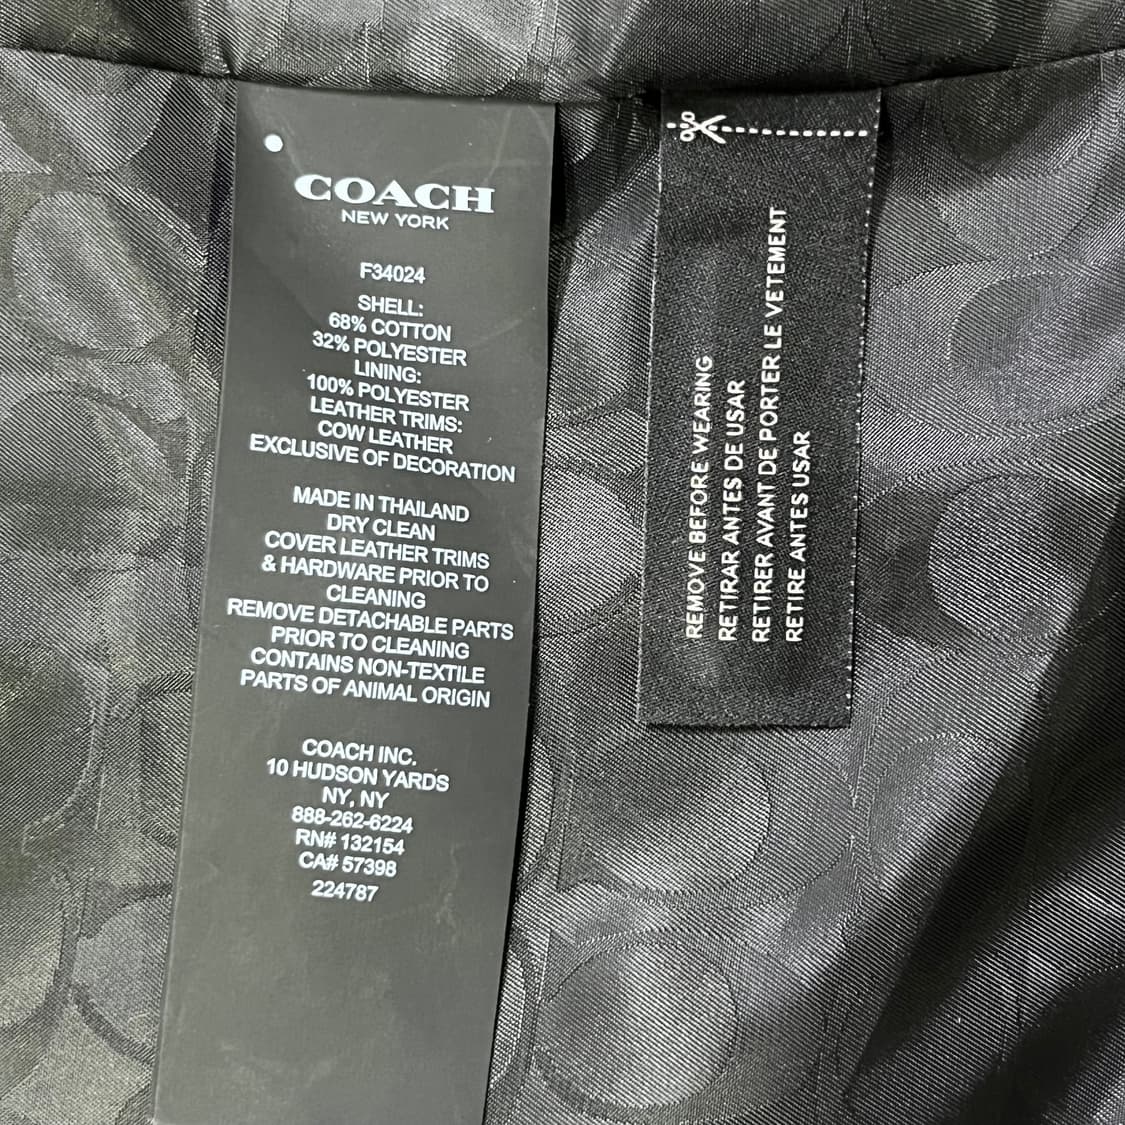 COACH
NEW YORK
F34024
SHELL:
68% COTTON
32% POLYESTER
LINING:
100% POLYESTER
LEATHER TRIMS:
COW LEATHER
EXCLUSIVE OF DECORATION
MADE IN THAILAND
DRY CLEAN
COVER LEATHER TRIMS
& HARDWARE PRIOR TO
CLEANING
REMOVE DETACHABLE PARTS
PRIOR TO CLEANING
CONTAINS NON-TEXTILE
PARTS OF ANIMAL ORIGIN
COACH INC.
10 HUDSON YARDS
NY, NY
888-262-6224
RN# 132154
CA# 57398
224787
REMOVE BEFORE WEARING
RETIRAR ANTES DE USAR
RETIRER AVANT DE PORTER LE VETEMENT
RETIRE ANTES USAR